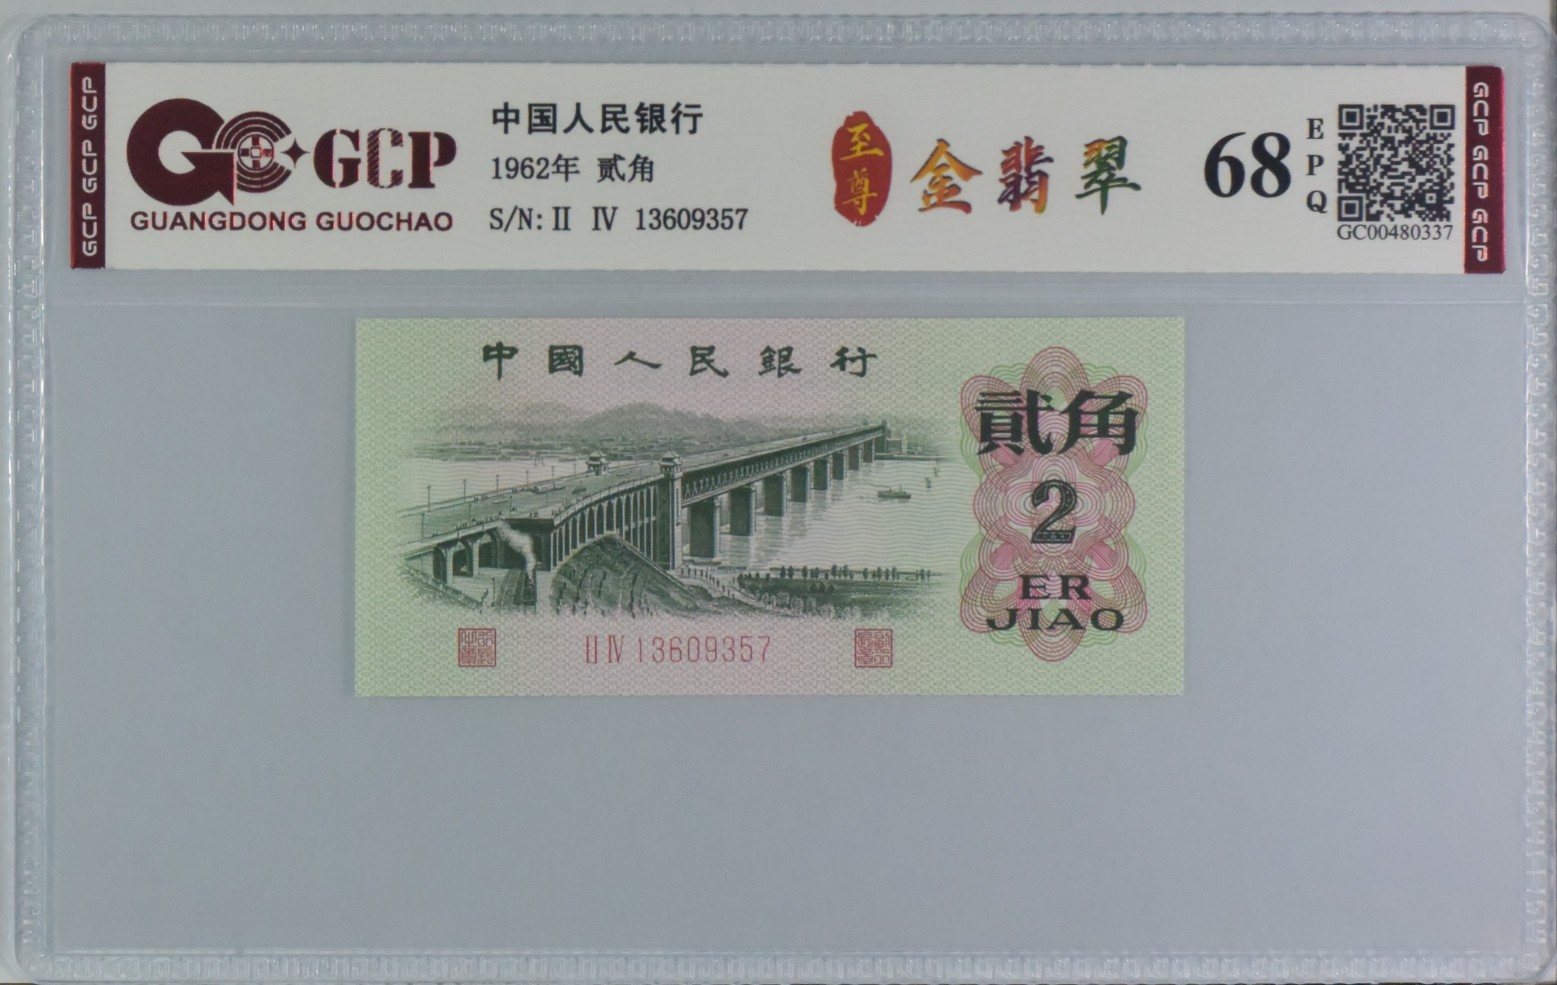 GCP GCP GCP
GCP
GUANGDONG GUOCHAO
中国人民银行
1962年 贰角
S/N: II IV 13609357
至尊
金翡翠
68
EPQ
GC00480337
GCP GCP GCP
中國人民銀行
貳角
2
ER
JIAO
II IV 13609357